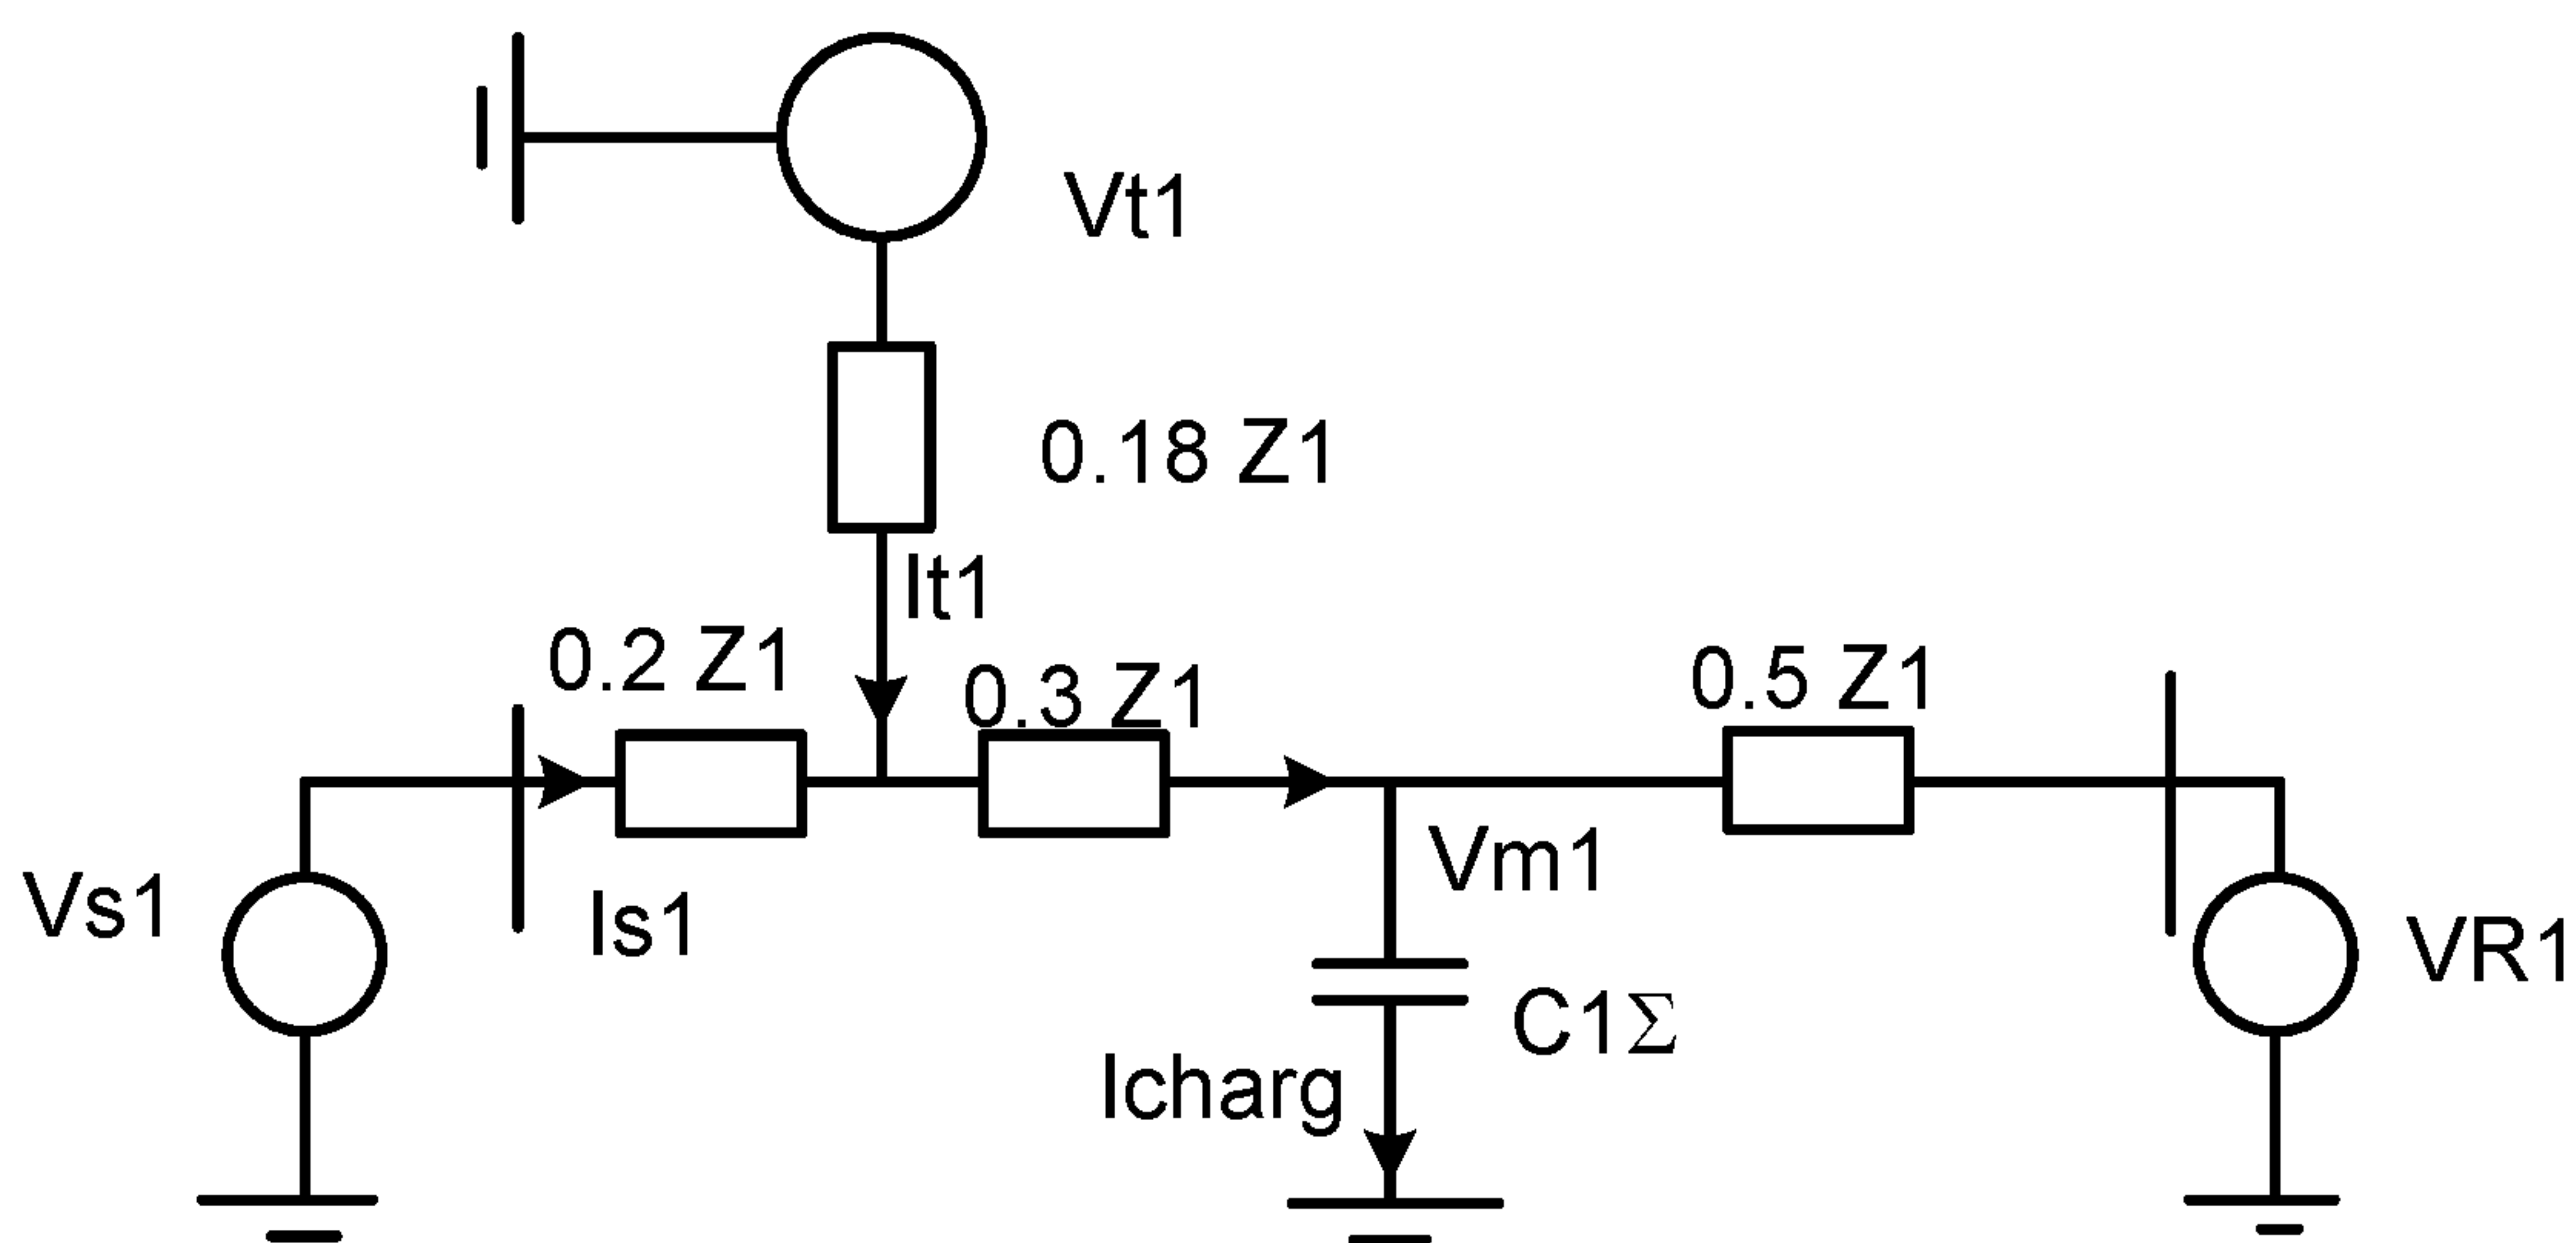 Vt1
0.18 Z1
It1
0.2 Z1
0.3 Z1
0.5 Z1
Vs1
Is1
Vm1
VR1
C1Σ
Icharg